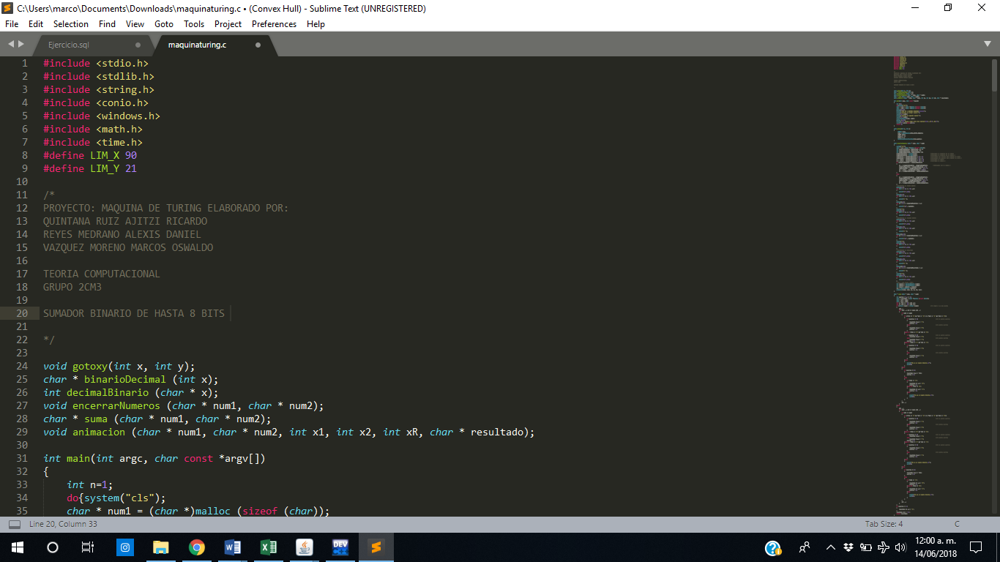 C:\Users\marco\Documents\Downloads\maquinaturing.c • (Convex Hull) - Sublime Text (UNREGISTERED)
File Edit Selection Find View Goto Tools Project Preferences Help
Ejercicio.sql maquinaturing.c
1 #include <stdio.h>
2 #include <stdlib.h>
3 #include <string.h>
4 #include <conio.h>
5 #include <windows.h>
6 #include <math.h>
7 #include <time.h>
8 #define LIM_X 90
9 #define LIM_Y 21
10
11 /*
12 PROYECTO: MAQUINA DE TURING ELABORADO POR:
13 QUINTANA RUIZ AJITZI RICARDO
14 REYES MEDRANO ALEXIS DANIEL
15 VAZQUEZ MORENO MARCOS OSWALDO
16
17 TEORIA COMPUTACIONAL
18 GRUPO 2CM3
19
20 SUMADOR BINARIO DE HASTA 8 BITS
21
22 */
23
24 void gotoxy(int x, int y);
25 char * binarioDecimal (int x);
26 int decimalBinario (char * x);
27 void encerrarNumeros (char * num1, char * num2);
28 char * suma (char * num1, char * num2);
29 void animacion (char * num1, char * num2, int x1, int x2, int xR, char * resultado);
30
31 int main(int argc, char const *argv[])
32 {
33     int n=1;
34     do{system("cls");
35     char * num1 = (char *)malloc (sizeof (char));
Line 20, Column 33 Tab Size: 4 C
DEV
12:00 a. m.
14/06/2018